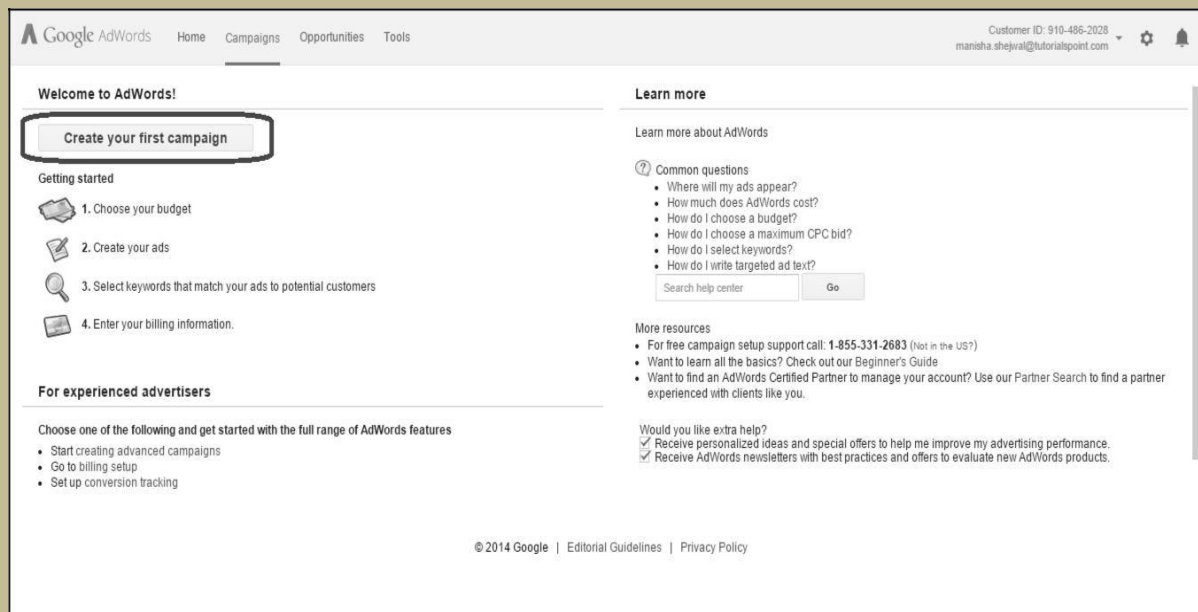 Google AdWords Home Campaigns Opportunities Tools
Customer ID: 910-486-2028
manisha.shejwal@tutorialspoint.com
Welcome to AdWords!
Create your first campaign
Getting started
1. Choose your budget
2. Create your ads
3. Select keywords that match your ads to potential customers
4. Enter your billing information.
For experienced advertisers
Choose one of the following and get started with the full range of AdWords features
• Start creating advanced campaigns
• Go to billing setup
• Set up conversion tracking
Learn more
Learn more about AdWords
? Common questions
• Where will my ads appear?
• How much does AdWords cost?
• How do I choose a budget?
• How do I choose a maximum CPC bid?
• How do I select keywords?
• How do I write targeted ad text?
Search help center Go
More resources
• For free campaign setup support call: 1-855-331-2683 (Not in the US?)
• Want to learn all the basics? Check out our Beginner's Guide
• Want to find an AdWords Certified Partner to manage your account? Use our Partner Search to find a partner
experienced with clients like you.
Would you like extra help?
Receive personalized ideas and special offers to help me improve my advertising performance.
Receive AdWords newsletters with best practices and offers to evaluate new AdWords products.
© 2014 Google | Editorial Guidelines | Privacy Policy